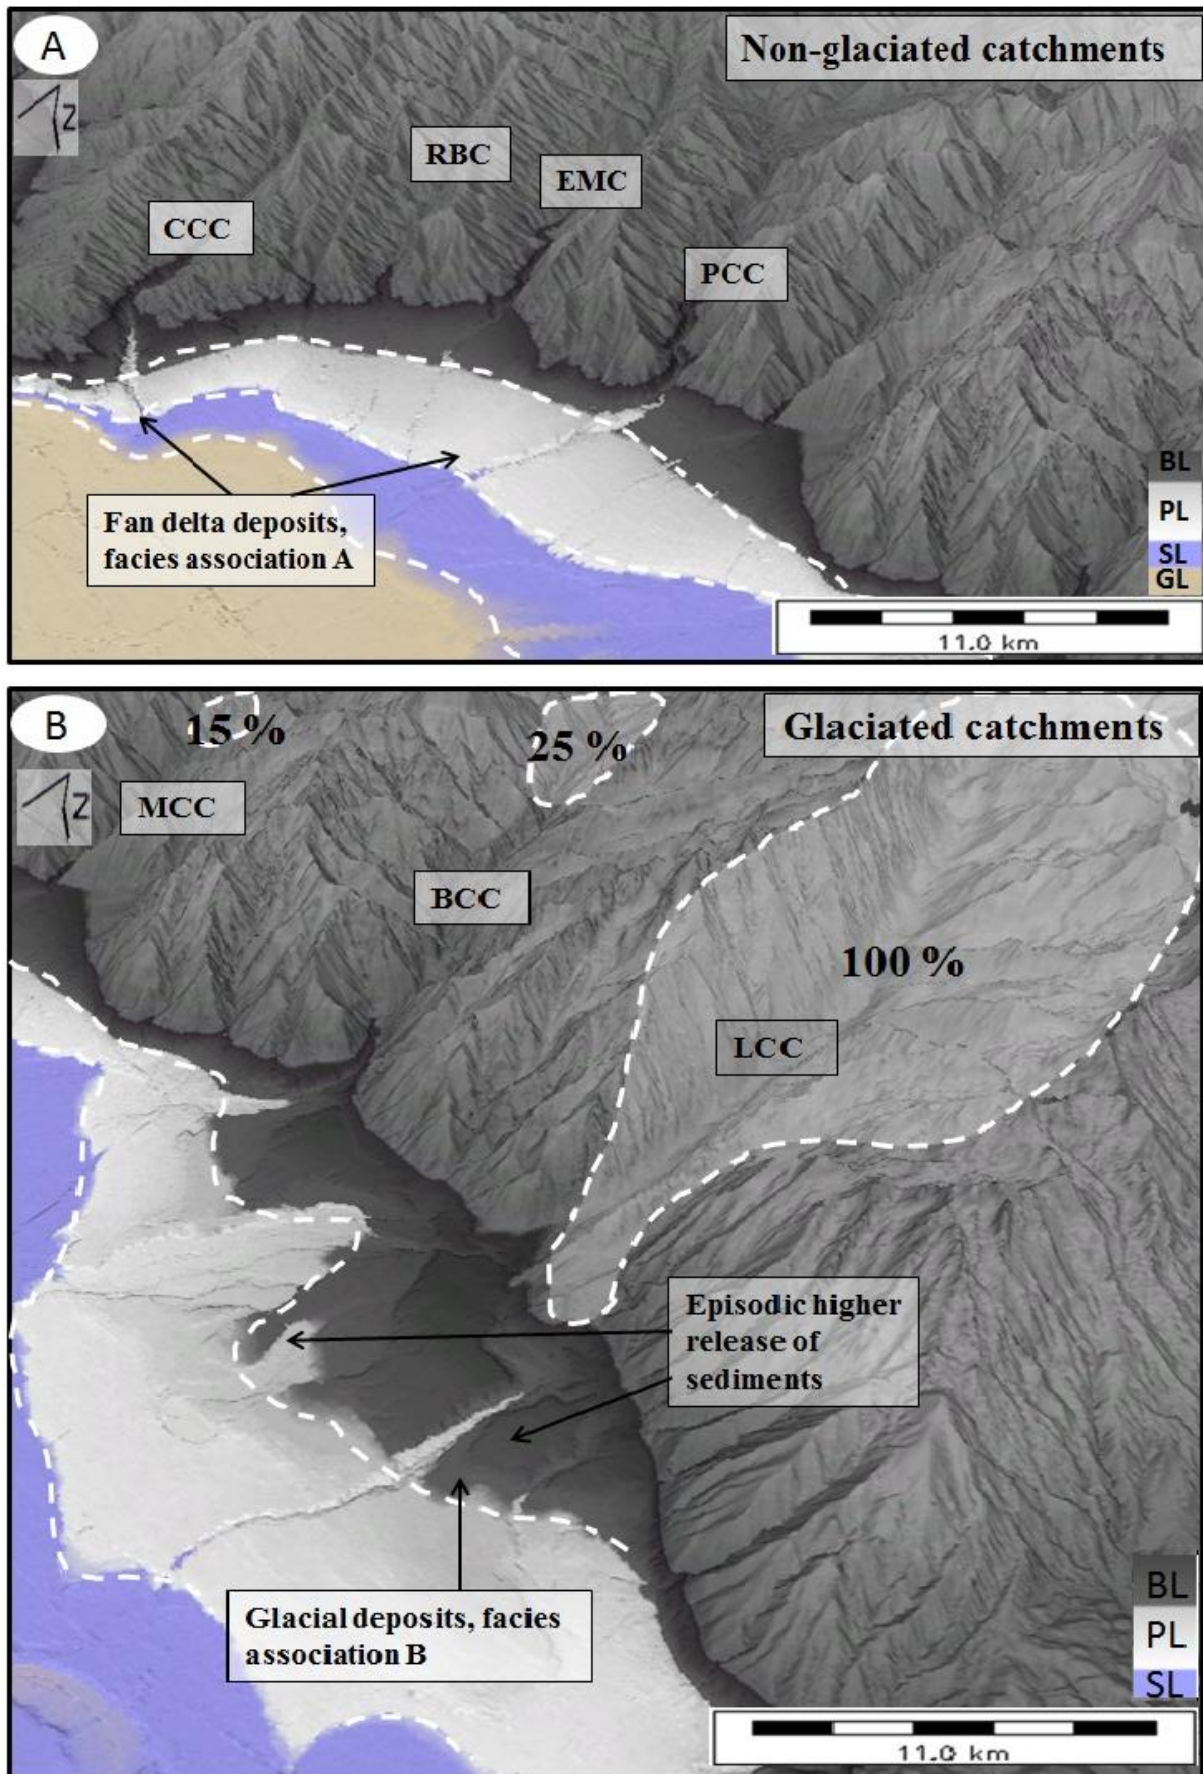 A
Non-glaciated catchments
Z
RBC
EMC
CCC
PCC
BL
PL
SL
GL
Fan delta deposits,
facies association A
11.0 km
B
15 %
25 %
Glaciated catchments
Z
MCC
BCC
100 %
LCC
Episodic higher
release of
sediments
Glacial deposits, facies
association B
BL
PL
SL
11.0 km